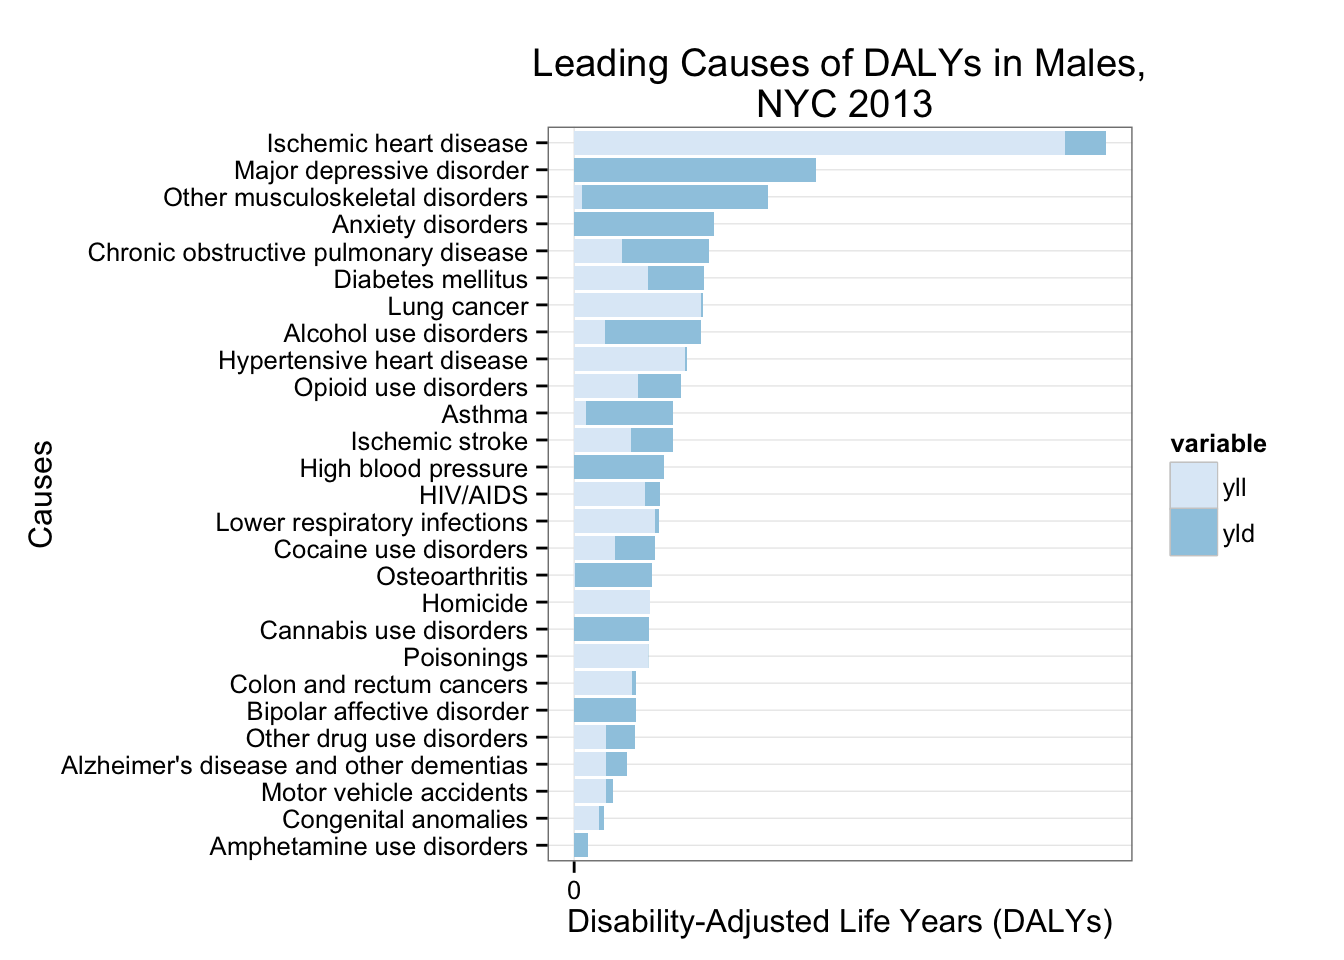 Leading Causes of DALYs in Males,
NYC 2013
Causes
Ischemic heart disease
Major depressive disorder
Other musculoskeletal disorders
Anxiety disorders
Chronic obstructive pulmonary disease
Diabetes mellitus
Lung cancer
Alcohol use disorders
Hypertensive heart disease
Opioid use disorders
Asthma
Ischemic stroke
High blood pressure
HIV/AIDS
Lower respiratory infections
Cocaine use disorders
Osteoarthritis
Homicide
Cannabis use disorders
Poisonings
Colon and rectum cancers
Bipolar affective disorder
Other drug use disorders
Alzheimer's disease and other dementias
Motor vehicle accidents
Congenital anomalies
Amphetamine use disorders
0
Disability-Adjusted Life Years (DALYs)
variable
yll
yld